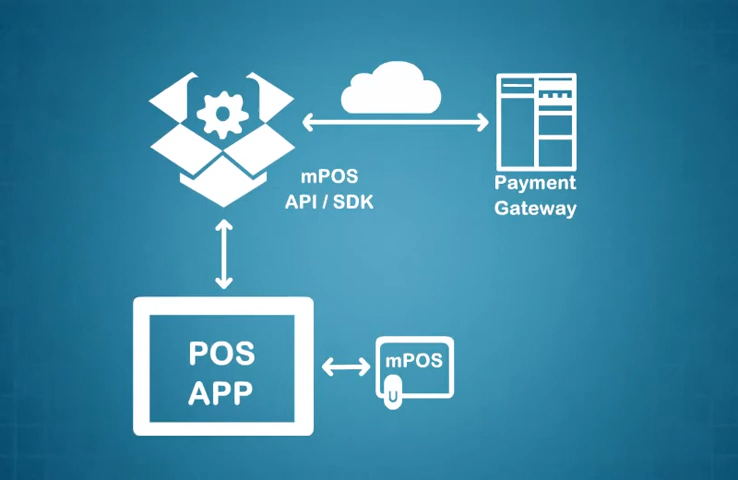 mPOS
API / SDK
Payment
Gateway
POS
APP
mPOS
U